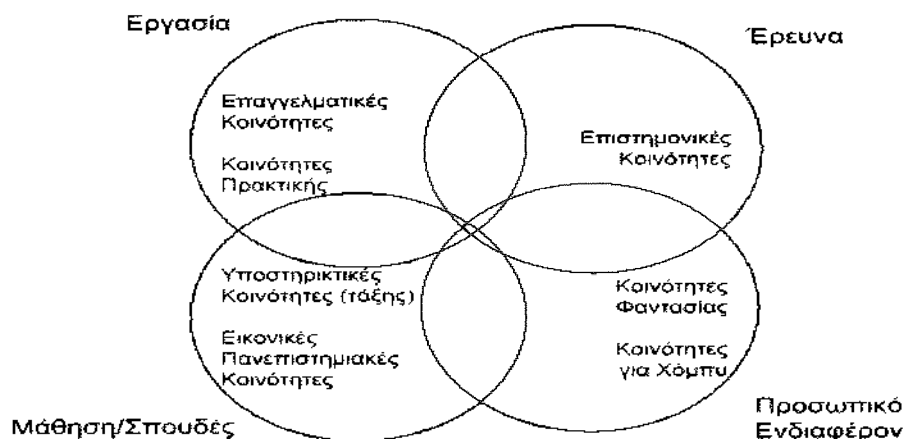 Εργασία
Έρευνα
Επαγγελματικές
Κοινότητες
Κοινότητες
Πρακτικής
Επιστημονικές
Κοινότητες
Υποστηρικτικές
Κοινότητες (τάξης)
Εικονικές
Πανεπιστημιακές
Κοινότητες
Κοινότητες
Φαντασίας
Κοινότητες
για Χόμπυ
Μάθηση/Σπουδές
Προσωπικό
Ενδιαφέρον